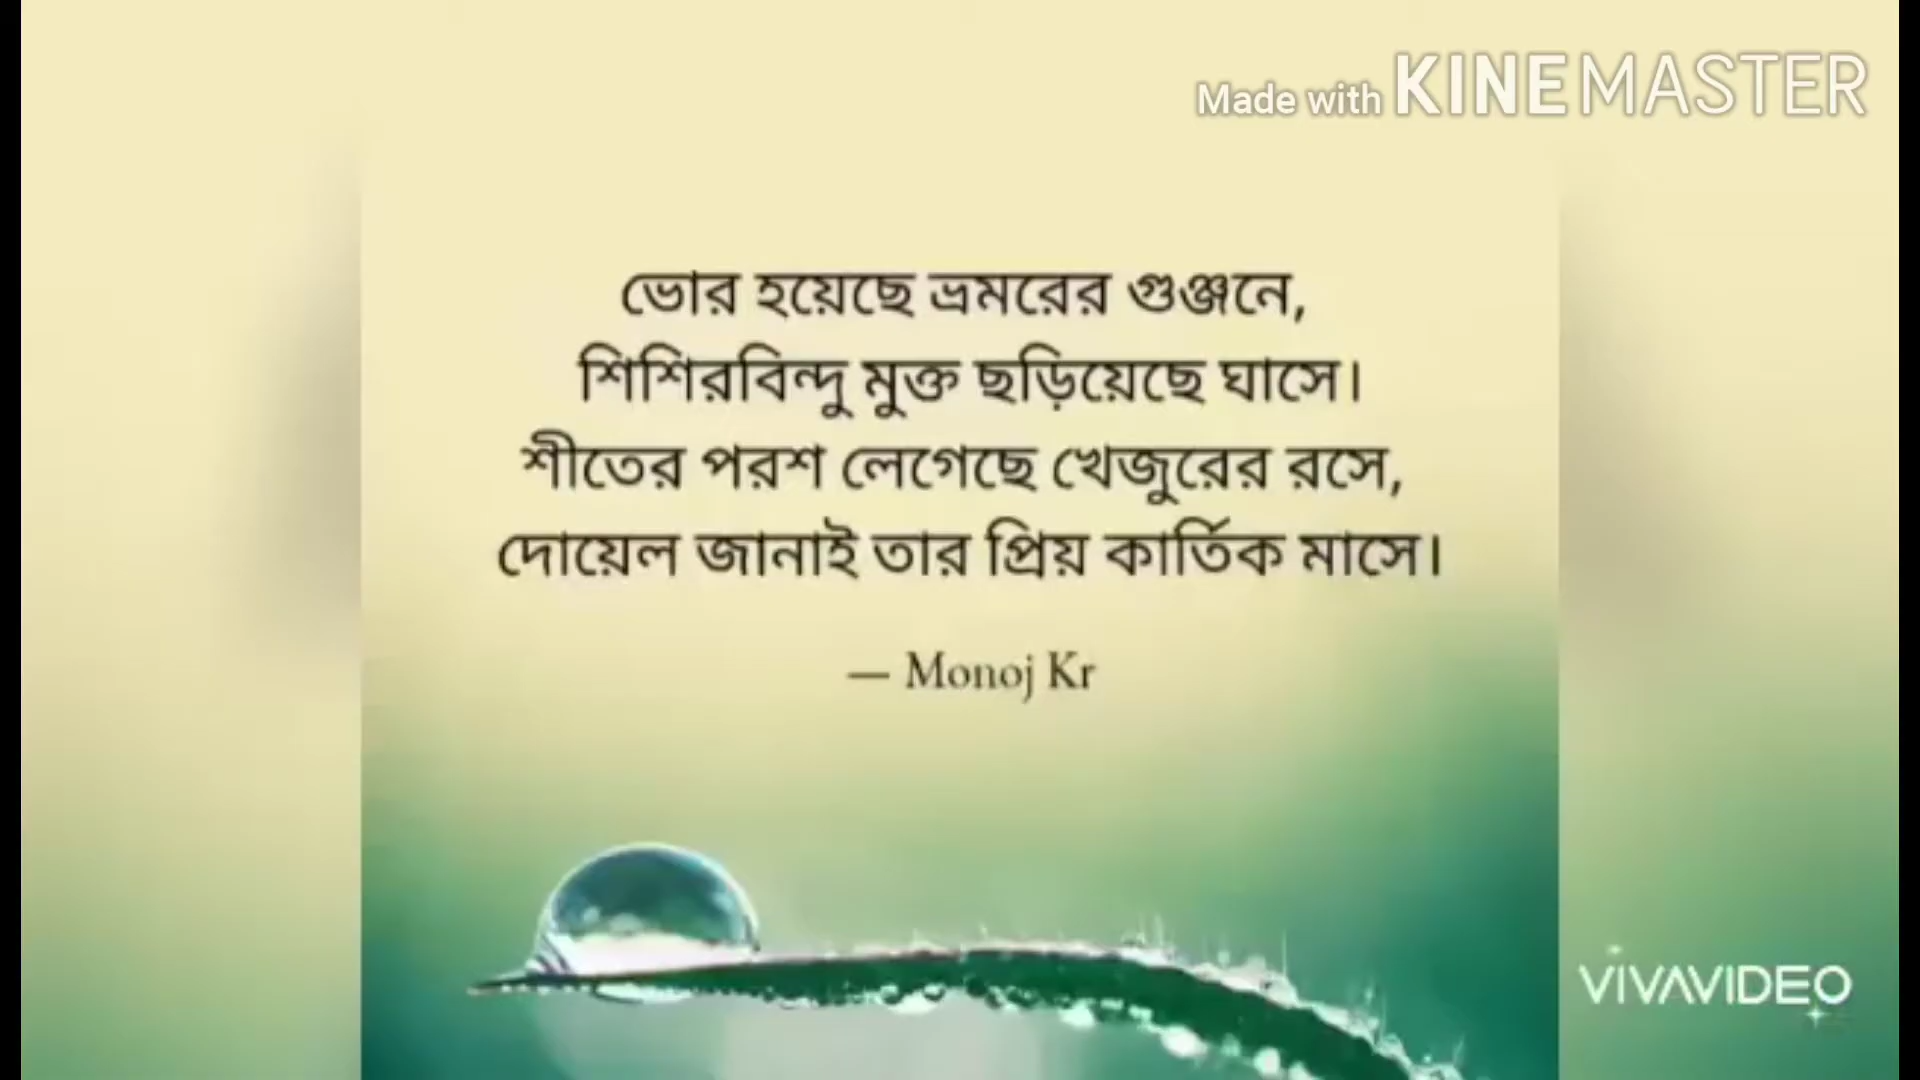 Made with KINEMASTER
ভোর হয়েছে ভ্রমরের গুঞ্জনে,
শিশিরবিন্দু মুক্ত ছড়িয়েছে ঘাসে।
শীতের পরশ লেগেছে খেজুরের রসে,
দোয়েল জানাই তার প্রিয় কার্তিক মাসে।
— Monoj Kr
VIVAVIDEO